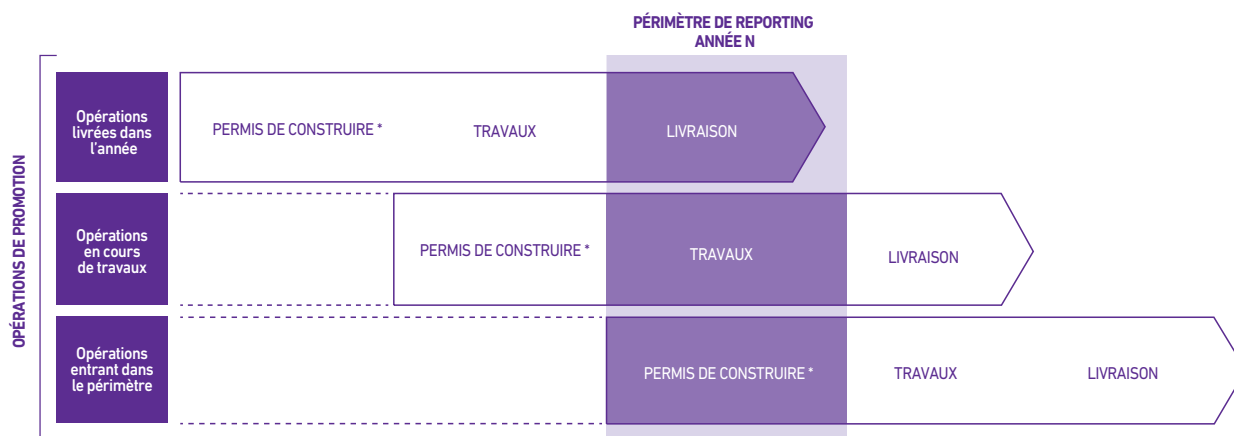 PÉRIMÈTRE DE REPORTING
ANNÉE N
OPÉRATIONS DE PROMOTION
Opérations
livrées dans
l'année
PERMIS DE CONSTRUIRE *
TRAVAUX
LIVRAISON
Opérations
en cours
de travaux
PERMIS DE CONSTRUIRE *
TRAVAUX
LIVRAISON
Opérations
entrant dans
le périmètre
PERMIS DE CONSTRUIRE *
TRAVAUX
LIVRAISON